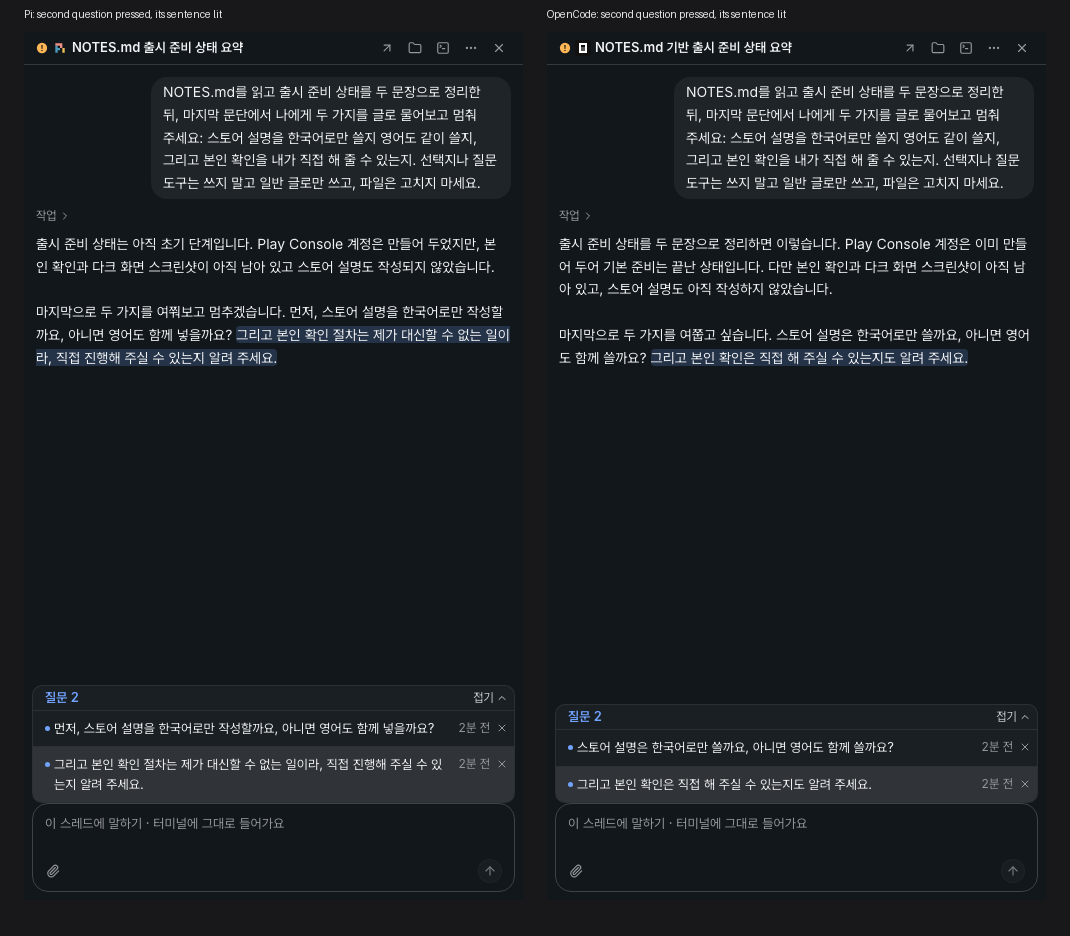 Pi: second question pressed, its sentence lit
NOTES.md 출시 준비 상태 요약
NOTES.md를 읽고 출시 준비 상태를 두 문장으로 정리한
뒤, 마지막 문단에서 나에게 두 가지를 글로 물어보고 멈춰
주세요: 스토어 설명을 한국어로만 쓸지 영어도 같이 쓸지,
그리고 본인 확인을 내가 직접 해 줄 수 있는지. 선택지나 질문
도구는 쓰지 말고 일반 글로만 쓰고, 파일은 고치지 마세요.
작업
출시 준비 상태는 아직 초기 단계입니다. Play Console 계정은 만들어 두었지만, 본
인 확인과 다크 화면 스크린샷이 아직 남아 있고 스토어 설명도 작성되지 않았습니다.
마지막으로 두 가지를 여쭤보고 멈추겠습니다. 먼저, 스토어 설명을 한국어로만 작성할
까요, 아니면 영어도 함께 넣을까요? 그리고 본인 확인 절차는 제가 대신할 수 없는 일이
라, 직접 진행해 주실 수 있는지 알려 주세요.
질문 2
접기
먼저, 스토어 설명을 한국어로만 작성할까요, 아니면 영어도 함께 넣을까요?
2분 전
그리고 본인 확인 절차는 제가 대신할 수 없는 일이라, 직접 진행해 주실 수 있
는지 알려 주세요.
2분 전
이 스레드에 말하기 · 터미널에 그대로 들어가요
OpenCode: second question pressed, its sentence lit
NOTES.md 기반 출시 준비 상태 요약
NOTES.md를 읽고 출시 준비 상태를 두 문장으로 정리한
뒤, 마지막 문단에서 나에게 두 가지를 글로 물어보고 멈춰
주세요: 스토어 설명을 한국어로만 쓸지 영어도 같이 쓸지,
그리고 본인 확인을 내가 직접 해 줄 수 있는지. 선택지나 질문
도구는 쓰지 말고 일반 글로만 쓰고, 파일은 고치지 마세요.
작업
출시 준비 상태를 두 문장으로 정리하면 이렇습니다. Play Console 계정은 이미 만들
어 두어 기본 준비는 끝난 상태입니다. 다만 본인 확인과 다크 화면 스크린샷이 아직 남
아 있고, 스토어 설명도 아직 작성하지 않았습니다.
마지막으로 두 가지를 여쭙고 싶습니다. 스토어 설명은 한국어로만 쓸까요, 아니면 영어
도 함께 쓸까요? 그리고 본인 확인은 직접 해 주실 수 있는지도 알려 주세요.
질문 2
접기
스토어 설명은 한국어로만 쓸까요, 아니면 영어도 함께 쓸까요?
2분 전
그리고 본인 확인은 직접 해 주실 수 있는지도 알려 주세요.
2분 전
이 스레드에 말하기 · 터미널에 그대로 들어가요